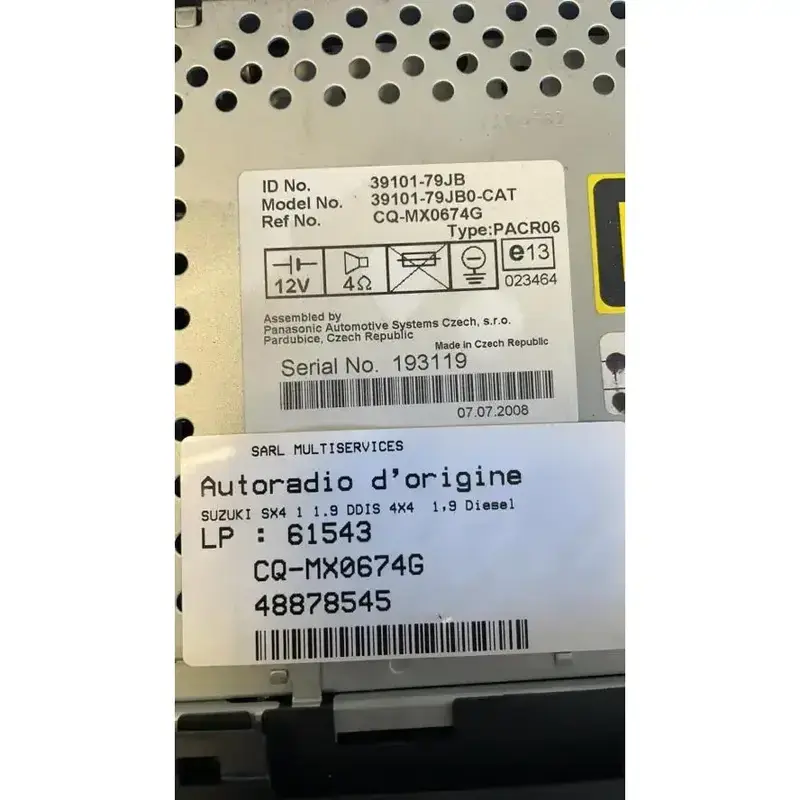 ID No. 39101-79JB
Model No. 39101-79JB0-CAT
Ref No. CQ-MX0674G
Type:PACR06
12V 4Ω e13
023464
Assembled by
Panasonic Automotive Systems Czech, s.r.o.
Pardubice, Czech Republic
Made in Czech Republic
Serial No. 193119
07.07.2008
SARL MULTISERVICES
Autoradio d'origine
SUZUKI SX4 1 1.9 DDIS 4X4 1,9 Diesel
LP : 61543
CQ-MX0674G
48878545